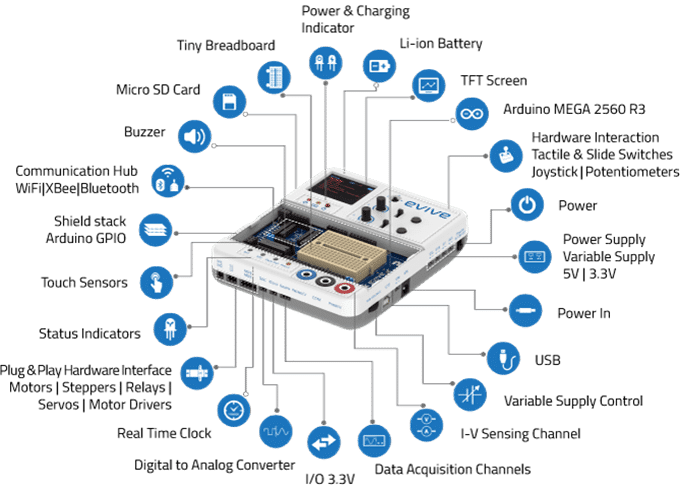 Power & Charging
Indicator
Li-ion Battery
Tiny Breadboard
TFT Screen
Micro SD Card
Arduino MEGA 2560 R3
Buzzer
Hardware Interaction
Tactile & Slide Switches
Joystick|Potentiometers
Communication Hub
WiFi|XBee|Bluetooth
Power
evive
Shield stack
Arduino GPIO
Power Supply
Variable Supply
5V | 3.3V
Touch Sensors
Power In
Status Indicators
USB
Plug & Play Hardware Interface
Motors | Steppers | Relays |
Servos | Motor Drivers
Variable Supply Control
Real Time Clock
I-V Sensing Channel
Digital to Analog Converter
Data Acquisition Channels
I/O 3.3V